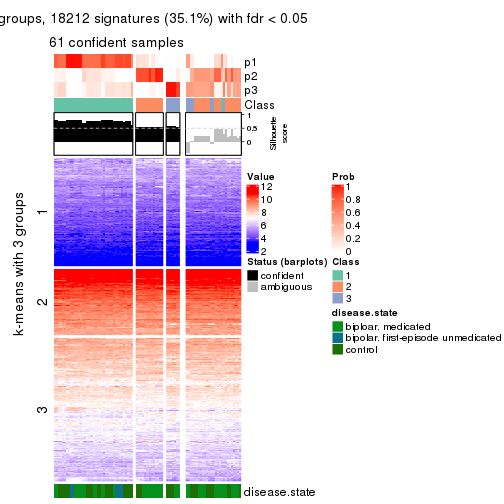 groups, 18212 signatures (35.1%) with fdr < 0.05
61 confident samples
p1
p2
p3
Class
1
0.5
0
Silhouette
score
k-means with 3 groups
1
2
3
Value
12
10
8
6
4
2
Prob
1
0.8
0.6
0.4
0.2
0
Status (barplots)
confident
ambiguous
Class
1
2
3
disease.state
biploar. medicated
bipolar. first-episode unmedicated
control
disease.state